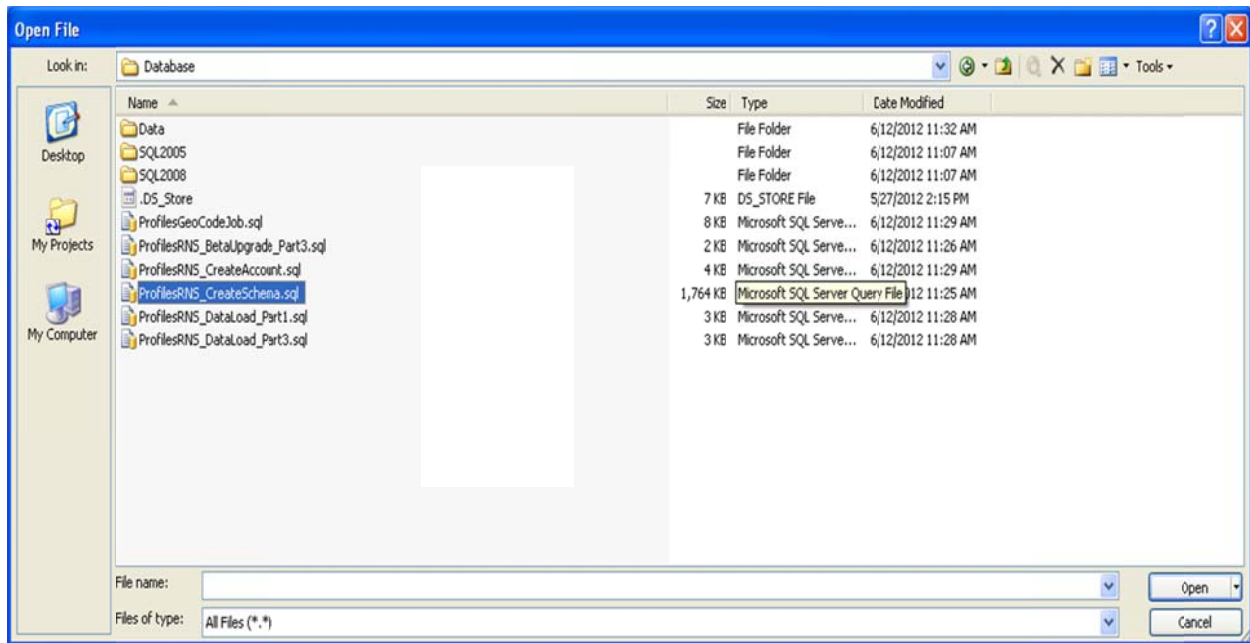 Open File
Look in: Database Tools
Name Size Type Date Modified
Data File Folder 6/12/2012 11:32 AM
SQL2005 File Folder 6/12/2012 11:07 AM
SQL2008 File Folder 6/12/2012 11:07 AM
.DS_Store 7 KB DS_STORE File 5/27/2012 2:15 PM
ProfilesGeoCodeJob.sql 8 KB Microsoft SQL Serve... 6/12/2012 11:29 AM
ProfilesRNS_BetaUpgrade_Part3.sql 2 KB Microsoft SQL Serve... 6/12/2012 11:26 AM
ProfilesRNS_CreateAccount.sql 4 KB Microsoft SQL Serve... 6/12/2012 11:29 AM
ProfilesRNS_CreateSchema.sql 1,764 KB Microsoft SQL Server Query File 012 11:25 AM
ProfilesRNS_DataLoad_Part1.sql 3 KB Microsoft SQL Serve... 6/12/2012 11:28 AM
ProfilesRNS_DataLoad_Part3.sql 3 KB Microsoft SQL Serve... 6/12/2012 11:28 AM
Desktop
My Projects
My Computer
File name: Open
Files of type: All Files (*.*) Cancel